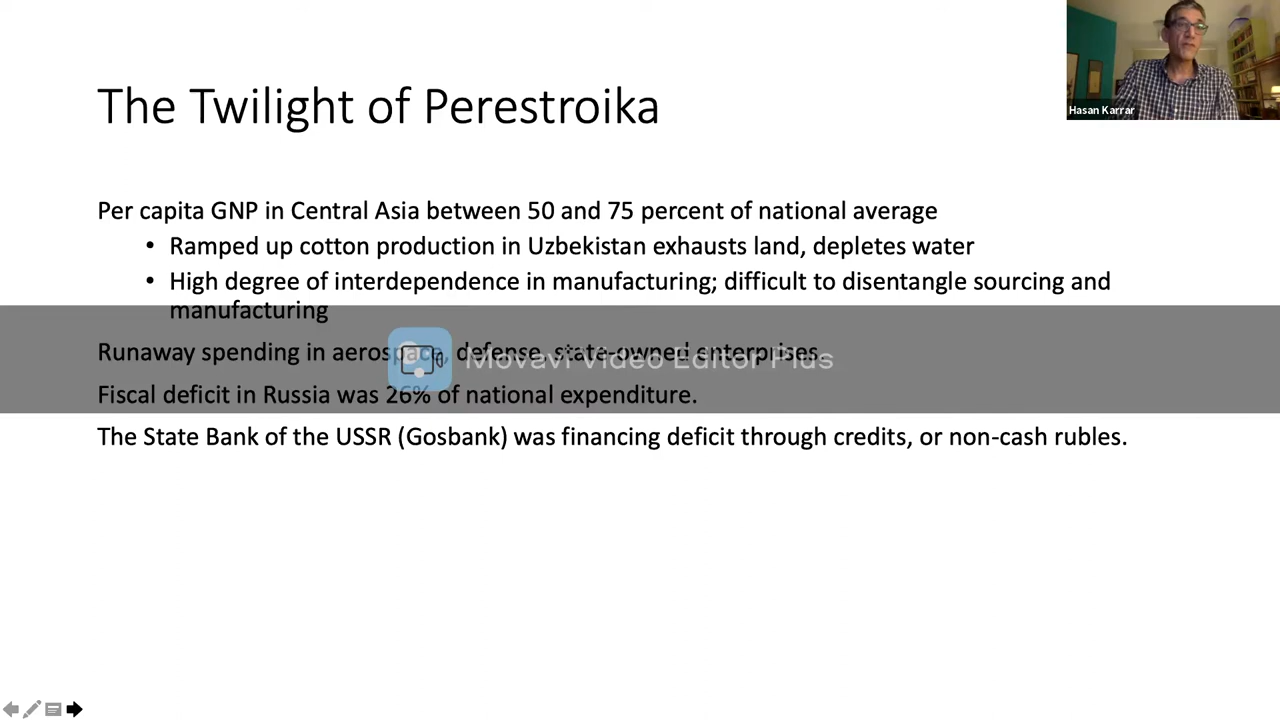 Hasan Karrar
The Twilight of Perestroika
Per capita GNP in Central Asia between 50 and 75 percent of national average
• Ramped up cotton production in Uzbekistan exhausts land, depletes water
• High degree of interdependence in manufacturing; difficult to disentangle sourcing and
manufacturing
Runaway spending in aerospace, defense, state-owned enterprises.
Movavi Video Editor Plus
Fiscal deficit in Russia was 26% of national expenditure.
The State Bank of the USSR (Gosbank) was financing deficit through credits, or non-cash rubles.